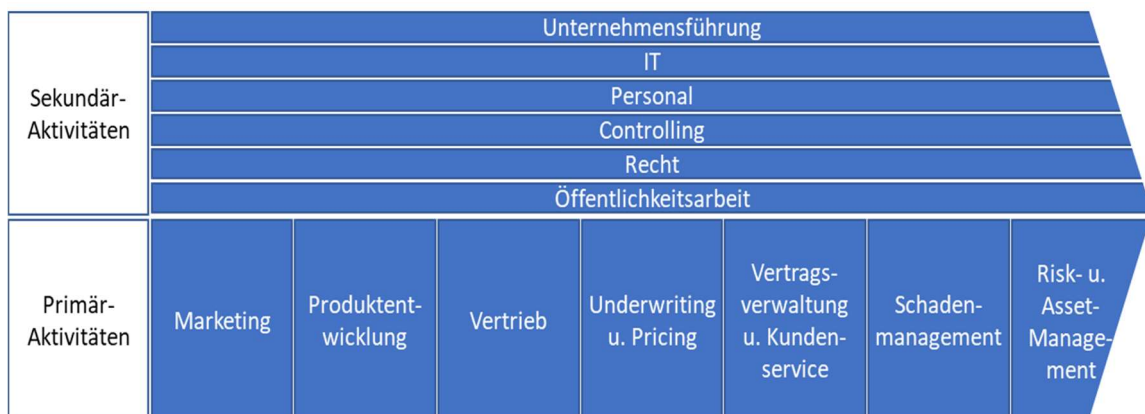 Sekundär-
Aktivitäten
Unternehmensführung
IT
Personal
Controlling
Recht
Öffentlichkeitsarbeit
Primär-
Aktivitäten
Marketing
Produktent-
wicklung
Vertrieb
Underwriting
u. Pricing
Vertrags-
verwaltung
u. Kunden-
service
Schaden-
management
Risk- u.
Asset-
Manage-
ment